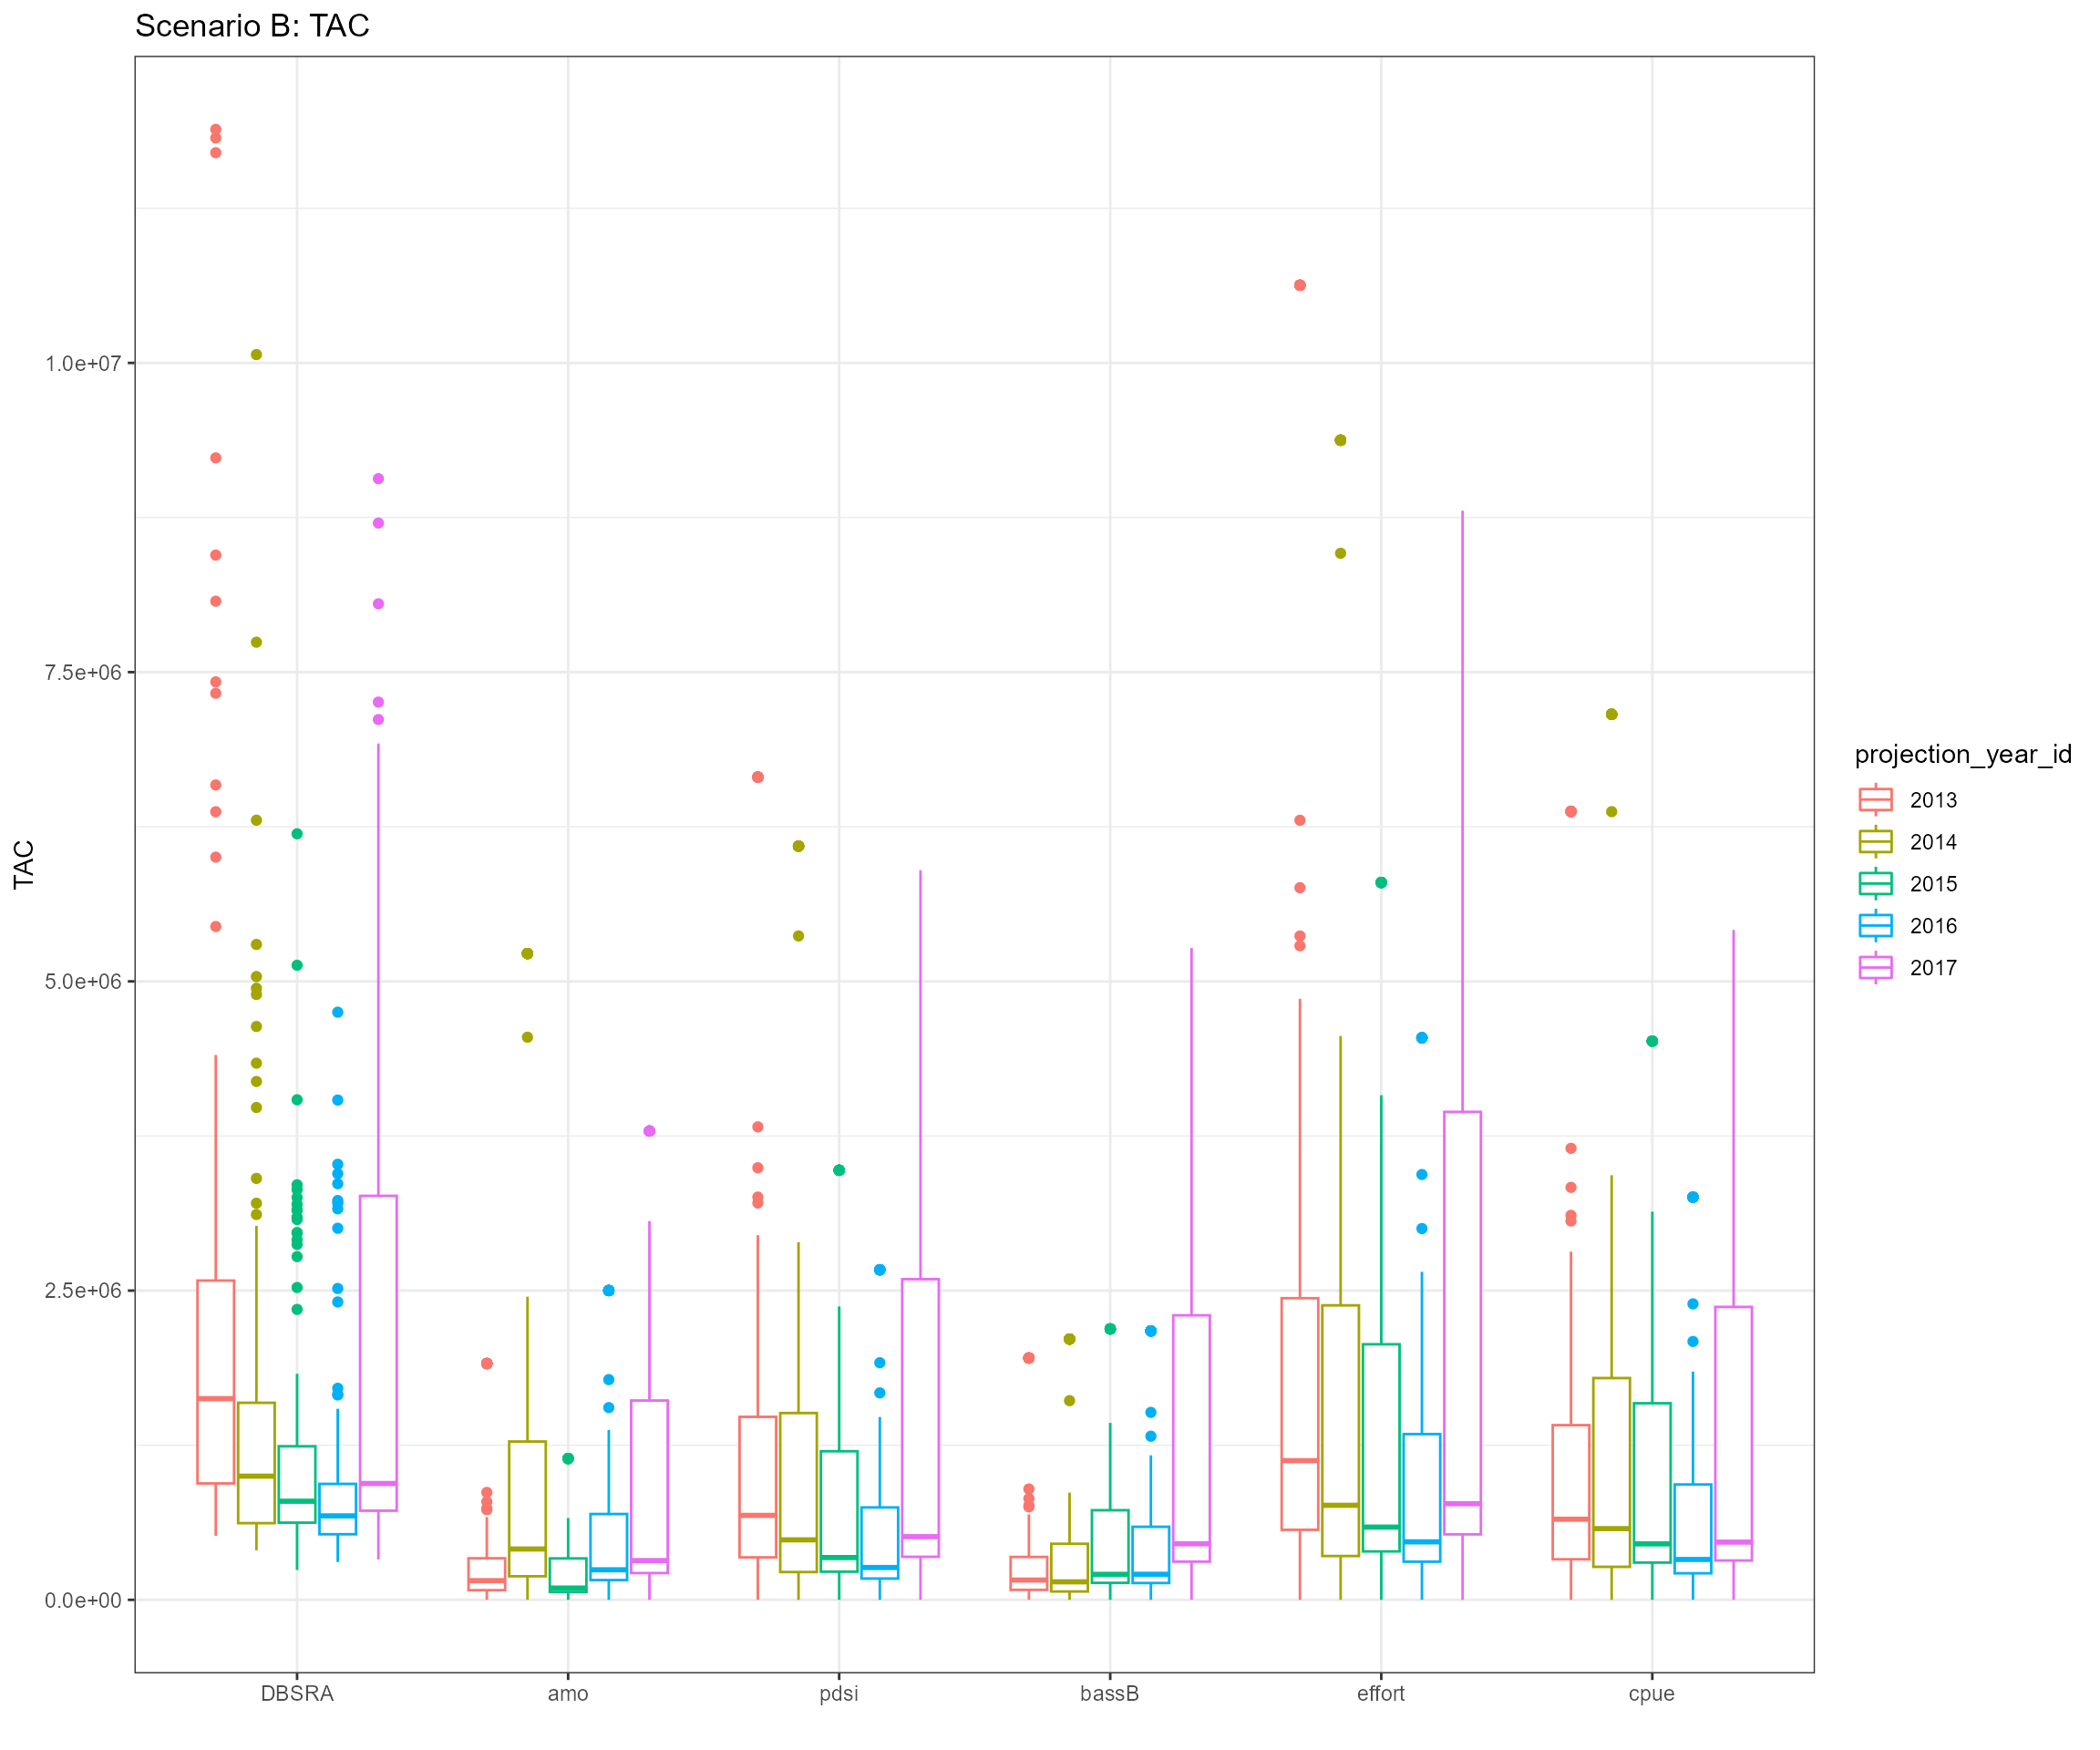 Scenario B: TAC
1.0e+07
7.5e+06
5.0e+06
2.5e+06
0.0e+00
TAC
DBSRA amo pdsi bassB effort cpue
projection_year_id
2013
2014
2015
2016
2017